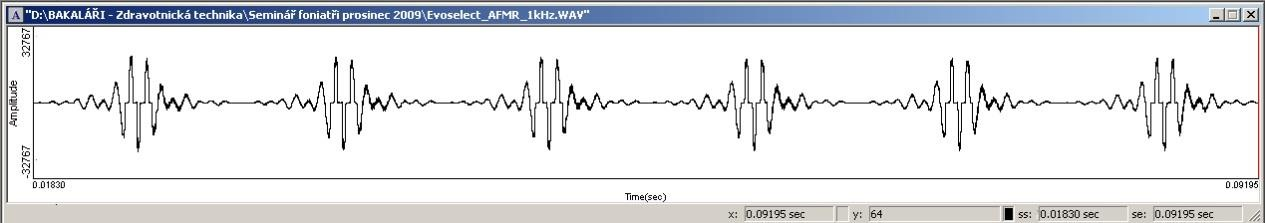 A "D:\BAKALÁŘI - Zdravotnická technika\Seminář foniatři prosinec 2009\Evoselect_AFMR_1kHz.WAV"
32767
Amplitude
-32767
0.01830 0.09195
Time(sec)
x: 0.09195 sec y: 64 ss: 0.01830 sec se: 0.09195 sec